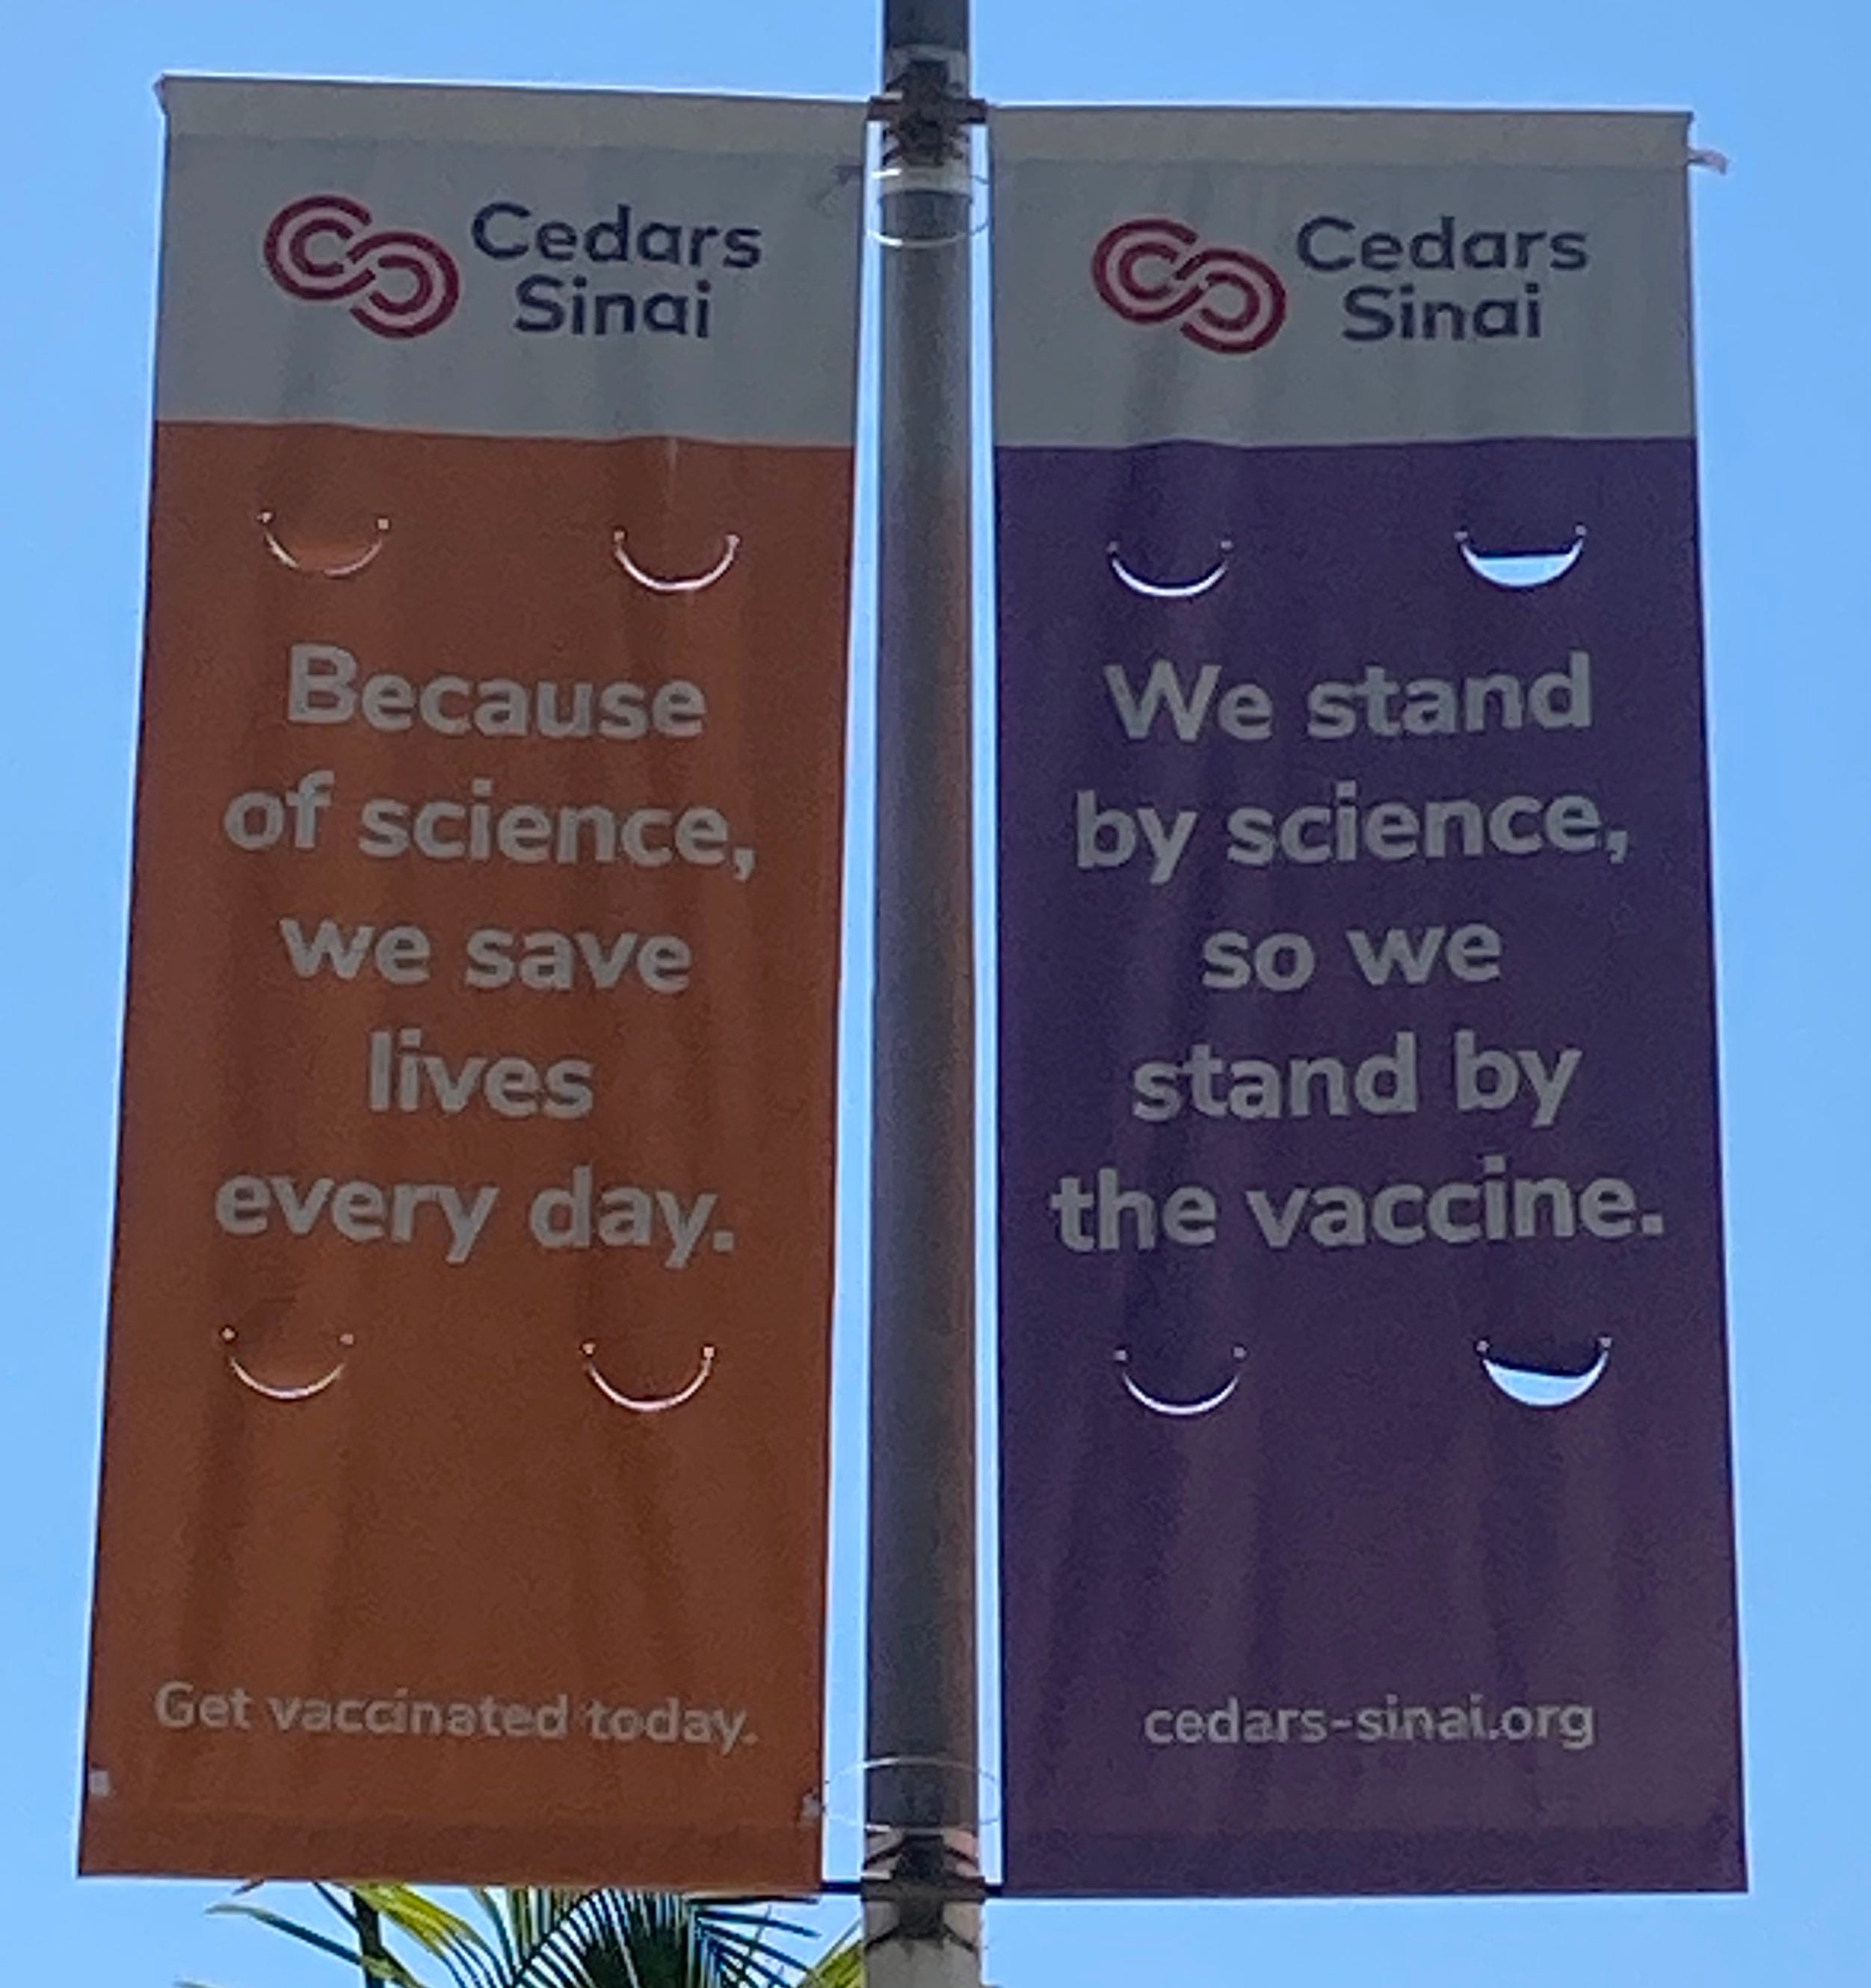 Cedars
Sinai
Because
of science,
we save
lives
every day.
Get vaccinated today.
Cedars
Sinai
We stand
by science,
so we
stand by
the vaccine.
cedars-sinai.org